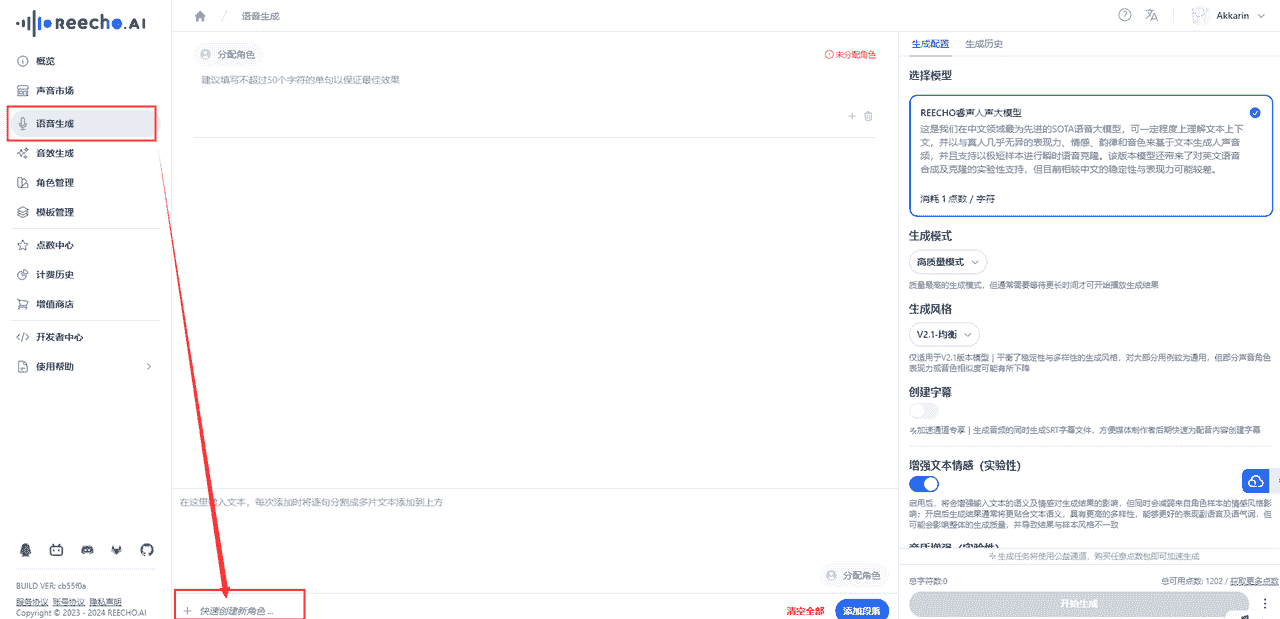 REECHO.AI
概览
声音市场
语音生成
音效生成
角色管理
模板管理
点数中心
计费历史
增值商店
开发者中心
使用帮助
BUILD VER: cb55f0a
服务协议 账号协议 隐私声明
Copyright © 2023 - 2024 REECHO.AI
/ 语音生成
Akkarin
分配角色
未分配角色
建议填写不超过50个字符的单句以保证最佳效果
在这里输入文本，每次添加时将逐句分割成多片文本添加到上方
分配角色
+ 快速创建新角色 ...
清空全部
添加段落
生成配置 生成历史
选择模型
REECHO睿声人声大模型
这是我们在中文领域最为先进的SOTA语音大模型，可一定程度上理解文本上下
文，并以与真人几乎无异的表现力、情感、韵律和音色来基于文本生成人声音
频，并且支持以极短样本进行瞬时语音克隆。该版本模型还带来了对英文语音
合成及克隆的实验性支持，但目前相较中文的稳定性与表现力可能较差。
消耗 1 点数 / 字符
生成模式
高质量模式
质量最高的生成模式，但通常需要等待更长时间才可开始播放生成结果
生成风格
V2.1-均衡
仅适用于V2.1版本模型 | 平衡了稳定性与多样性的生成风格，对大部分用例较为通用，但部分声音角色
表现力或音色相似度可能有所下降
创建字幕
※加速通道专享 | 生成音频的同时生成SRT字幕文件，方便媒体制作者后期快速为配音内容创建字幕
增强文本情感（实验性）
启用后，将会增强输入文本的语义及情感对生成结果的影响，但同时会减弱来自角色样本的情感风格影
响；开启后生成结果通常将更贴合文本语义，具有更高的多样性，能够更好的表现副语言及语气词，但
可能会影响整体的生成质量，并导致结果与样本风格不一致
音质增强（实验性）
※生成任务将使用公益通道，购买任意点数包即可加速生成
总字符数:0
总可用点数: 1202 / 获取更多点数
开始生成